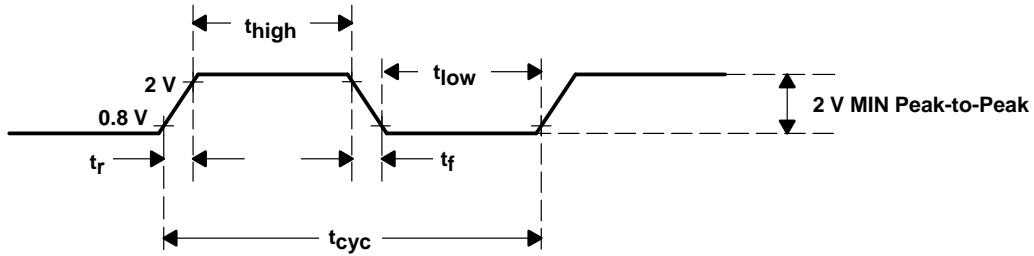 thigh
2 V
tlow
2 V MIN Peak-to-Peak
0.8 V
tr
tf
tcyc